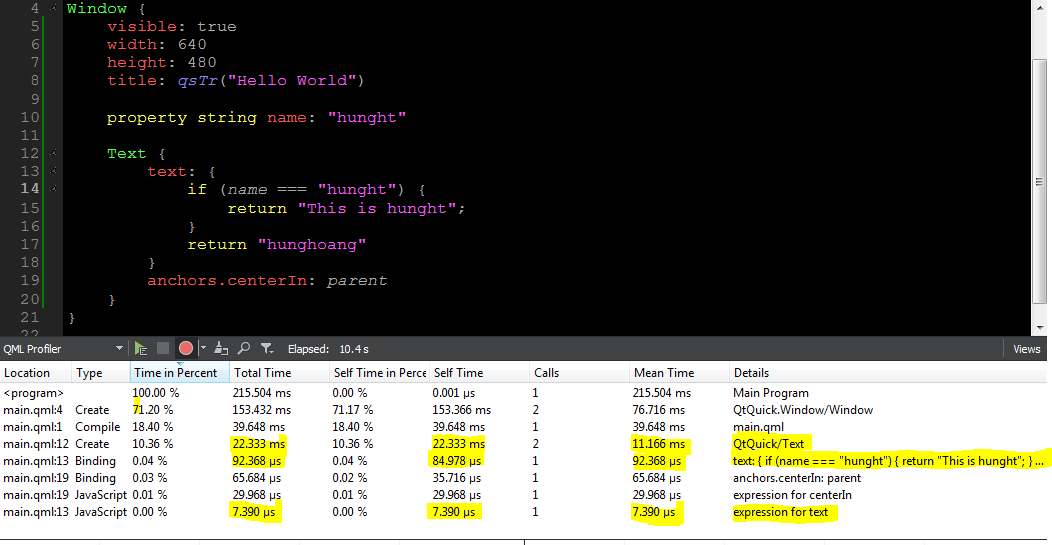 4 Window {
5 visible: true
6 width: 640
7 height: 480
8 title: qsTr("Hello World")
9
10 property string name: "hunght"
11
12 Text {
13 text: {
14 if (name === "hunght") {
15 return "This is hunght";
16 }
17 return "hunghoang"
18 }
19 anchors.centerIn: parent
20 }
21 }
22
QML Profiler Elapsed: 10.4 s Views
Location Type Time in Percent Total Time Self Time in Perce Self Time Calls Mean Time Details
<program> 100.00 % 215.504 ms 0.00 % 0.001 µs 1 215.504 ms Main Program
main.qml:4 Create 71.20 % 153.432 ms 71.17 % 153.366 ms 2 76.716 ms QtQuick.Window/Window
main.qml:1 Compile 18.40 % 39.648 ms 18.40 % 39.648 ms 1 39.648 ms main.qml
main.qml:12 Create 10.36 % 22.333 ms 10.36 % 22.333 ms 2 11.166 ms QtQuick/Text
main.qml:13 Binding 0.04 % 92.368 µs 0.04 % 84.978 µs 1 92.368 µs text: { if (name === "hunght") { return "This is hunght"; } ...
main.qml:19 Binding 0.03 % 65.684 µs 0.02 % 35.716 µs 1 65.684 µs anchors.centerIn: parent
main.qml:19 JavaScript 0.01 % 29.968 µs 0.01 % 29.968 µs 1 29.968 µs expression for centerIn
main.qml:13 JavaScript 0.00 % 7.390 µs 0.00 % 7.390 µs 1 7.390 µs expression for text